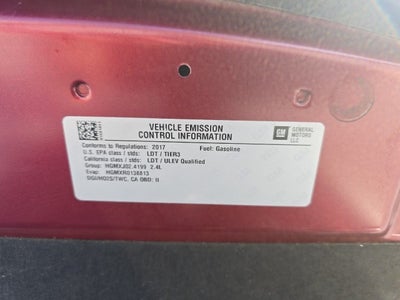 VEHICLE EMISSION
CONTROL INFORMATION
GM
GENERAL
MOTORS
LLC
Conforms to Regulations: 2017 Fuel: Gasoline
U.S. EPA class / stds: LDT / TIER3
California class / stds: LDT / ULEV Qualified
Group: HGMXJ02.4199 2.4L
Evap: HGMXR0136813
DGI/HO2S/TWC, CA OBD: II